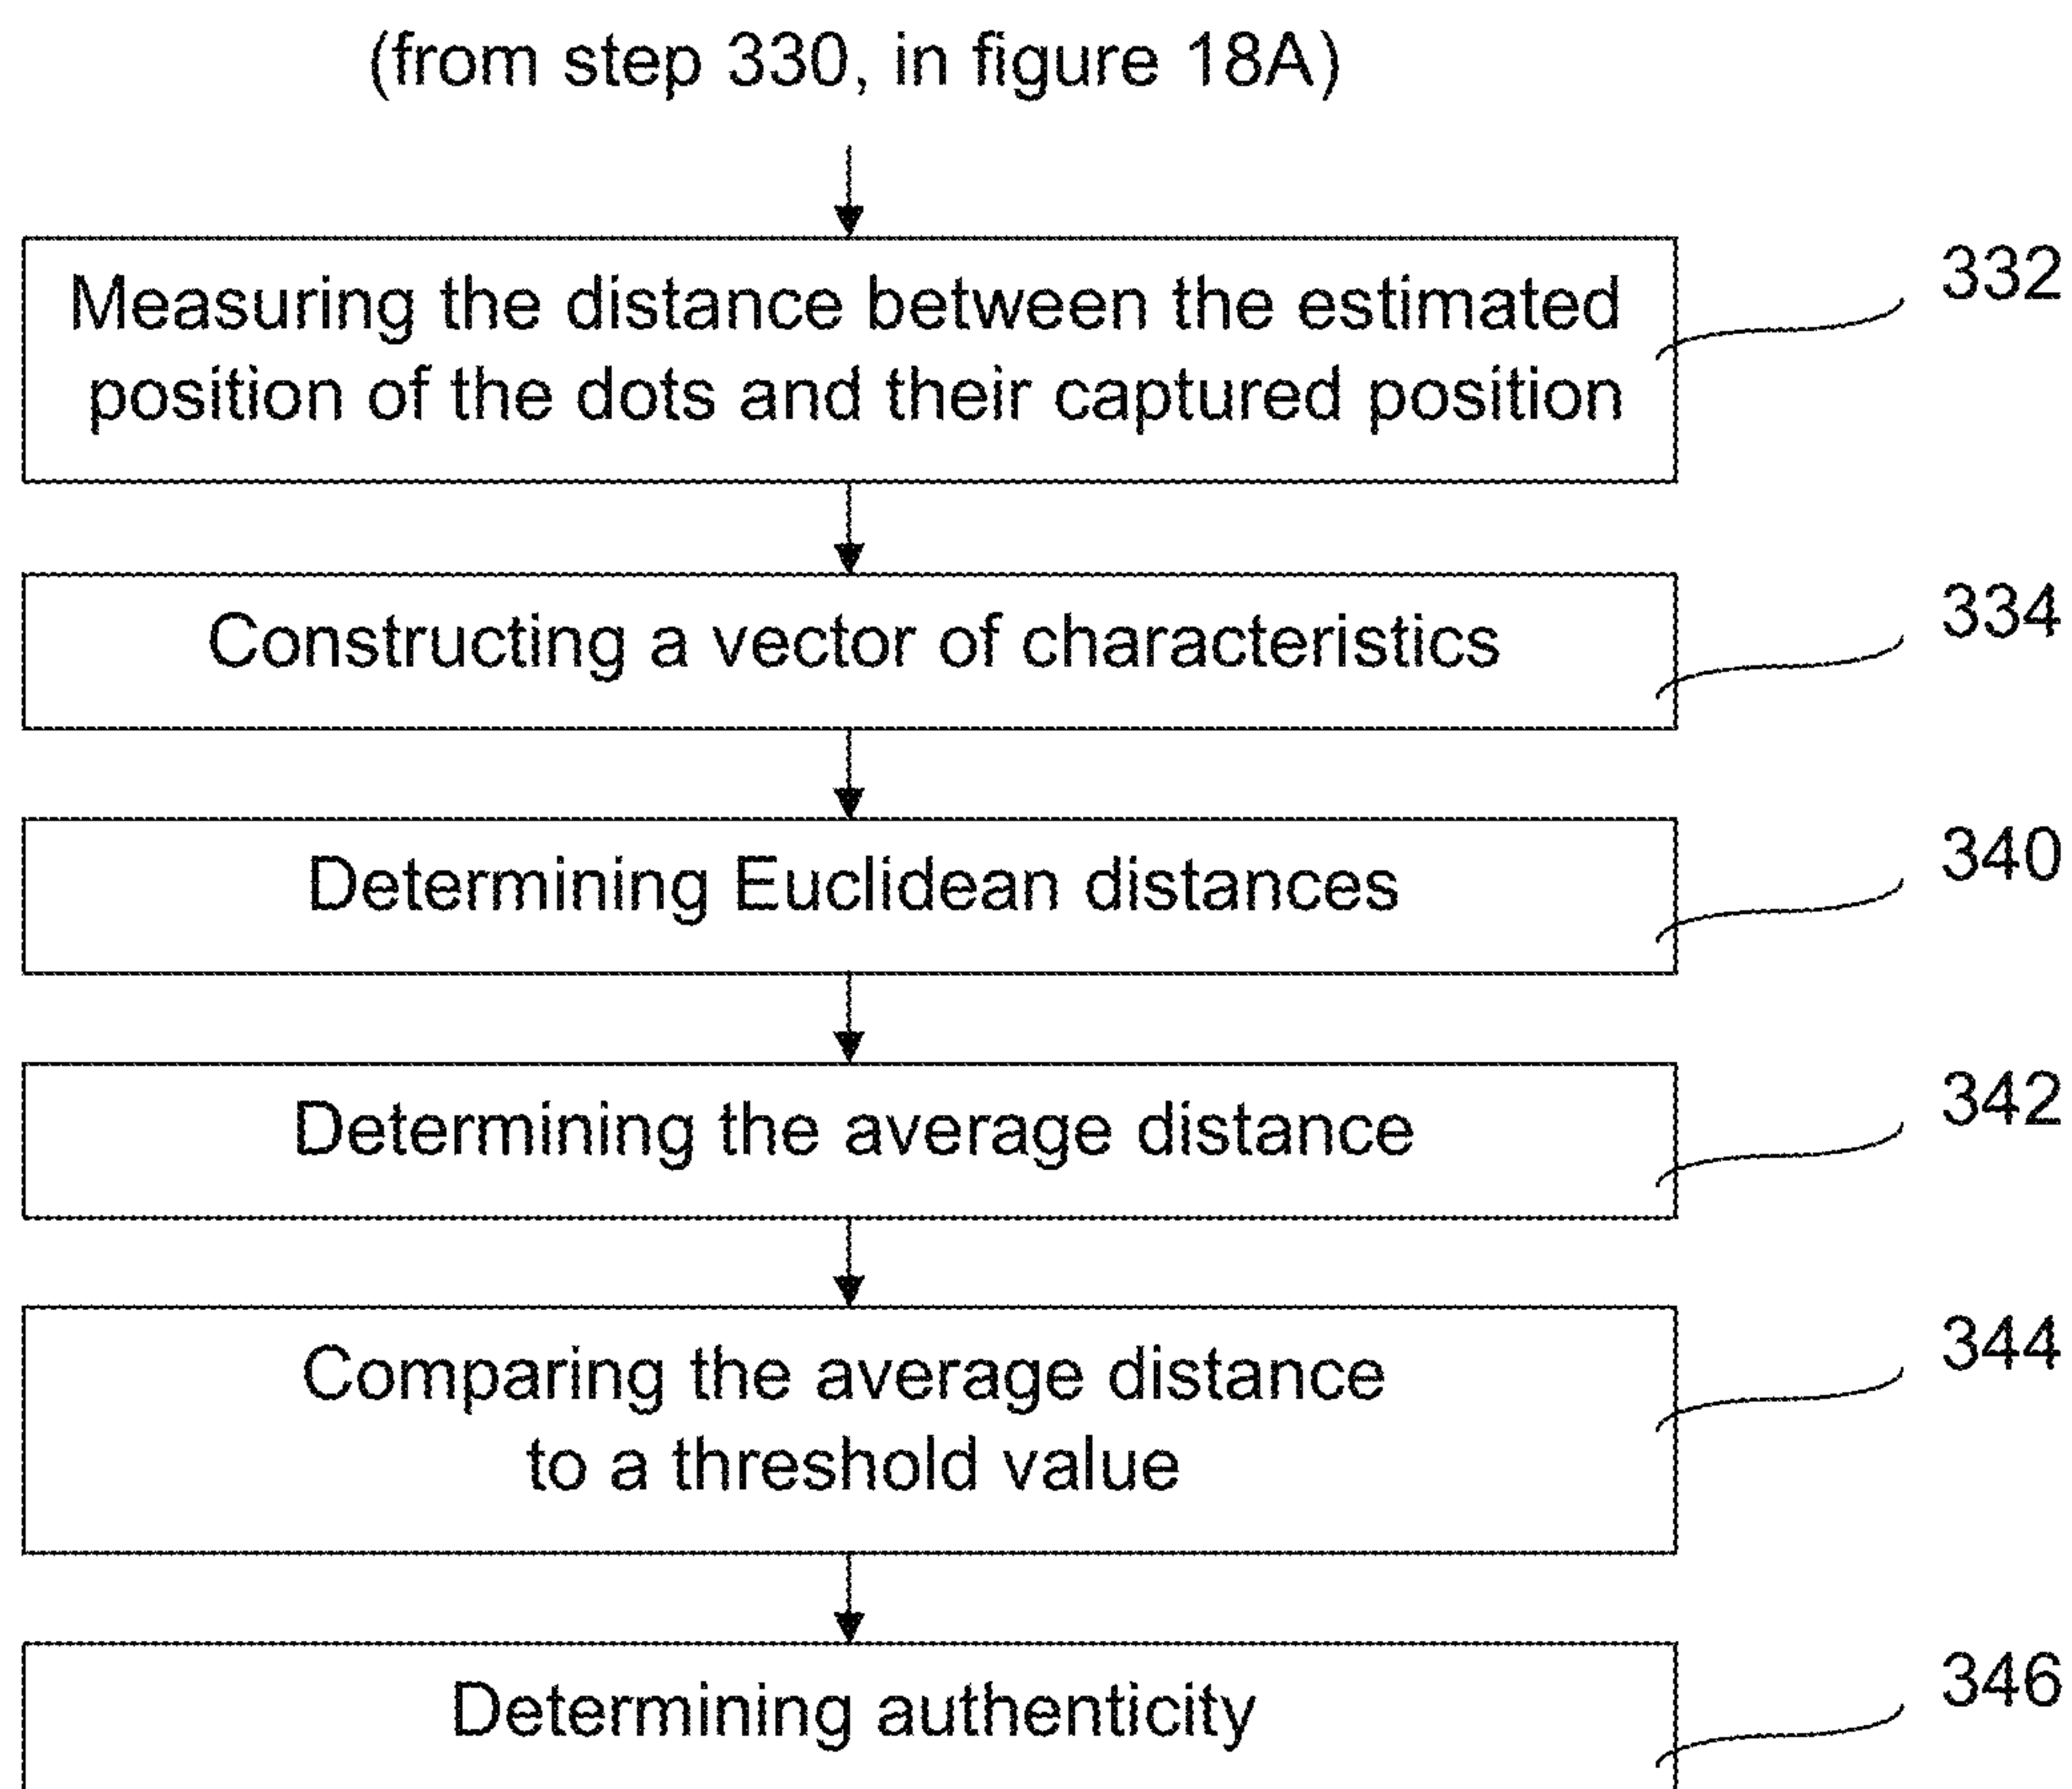 (from step 330, in figure 18A)
Measuring the distance between the estimated
position of the dots and their captured position
332
Constructing a vector of characteristics
334
Determining Euclidean distances
340
Determining the average distance
342
Comparing the average distance
to a threshold value
344
Determining authenticity
346